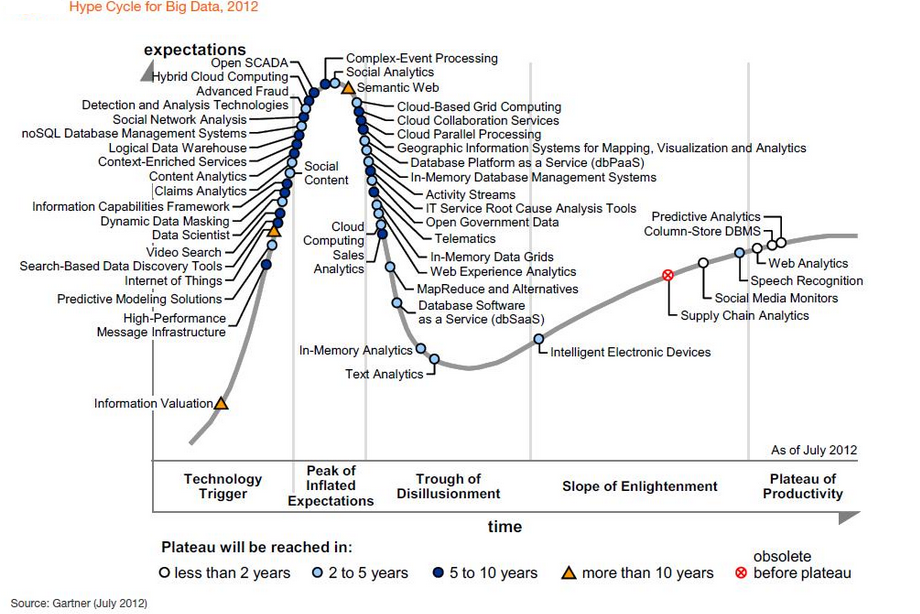 Hype Cycle for Big Data, 2012
expectations
Open SCADA
Hybrid Cloud Computing
Advanced Fraud
Detection and Analysis Technologies
Social Network Analysis
noSQL Database Management Systems
Logical Data Warehouse
Context-Enriched Services
Content Analytics
Claims Analytics
Information Capabilities Framework
Dynamic Data Masking
Data Scientist
Video Search
Search-Based Data Discovery Tools
Internet of Things
Predictive Modeling Solutions
High-Performance
Message Infrastructure
Information Valuation
Complex-Event Processing
Social Analytics
Semantic Web
Social
Content
Cloud-Based Grid Computing
Cloud Collaboration Services
Cloud Parallel Processing
Geographic Information Systems for Mapping, Visualization and Analytics
Database Platform as a Service (dbPaaS)
In-Memory Database Management Systems
Activity Streams
IT Service Root Cause Analysis Tools
Open Government Data
Telematics
Cloud
Computing
Sales
Analytics
In-Memory Data Grids
Web Experience Analytics
MapReduce and Alternatives
Database Software
as a Service (dbSaaS)
In-Memory Analytics
Text Analytics
Intelligent Electronic Devices
Predictive Analytics
Column-Store DBMS
Web Analytics
Speech Recognition
Social Media Monitors
Supply Chain Analytics
As of July 2012
Technology
Trigger
Peak of
Inflated
Expectations
Trough of
Disillusionment
Slope of Enlightenment
Plateau of
Productivity
time
Plateau will be reached in:
less than 2 years
2 to 5 years
5 to 10 years
more than 10 years
obsolete
before plateau
Source: Gartner (July 2012)